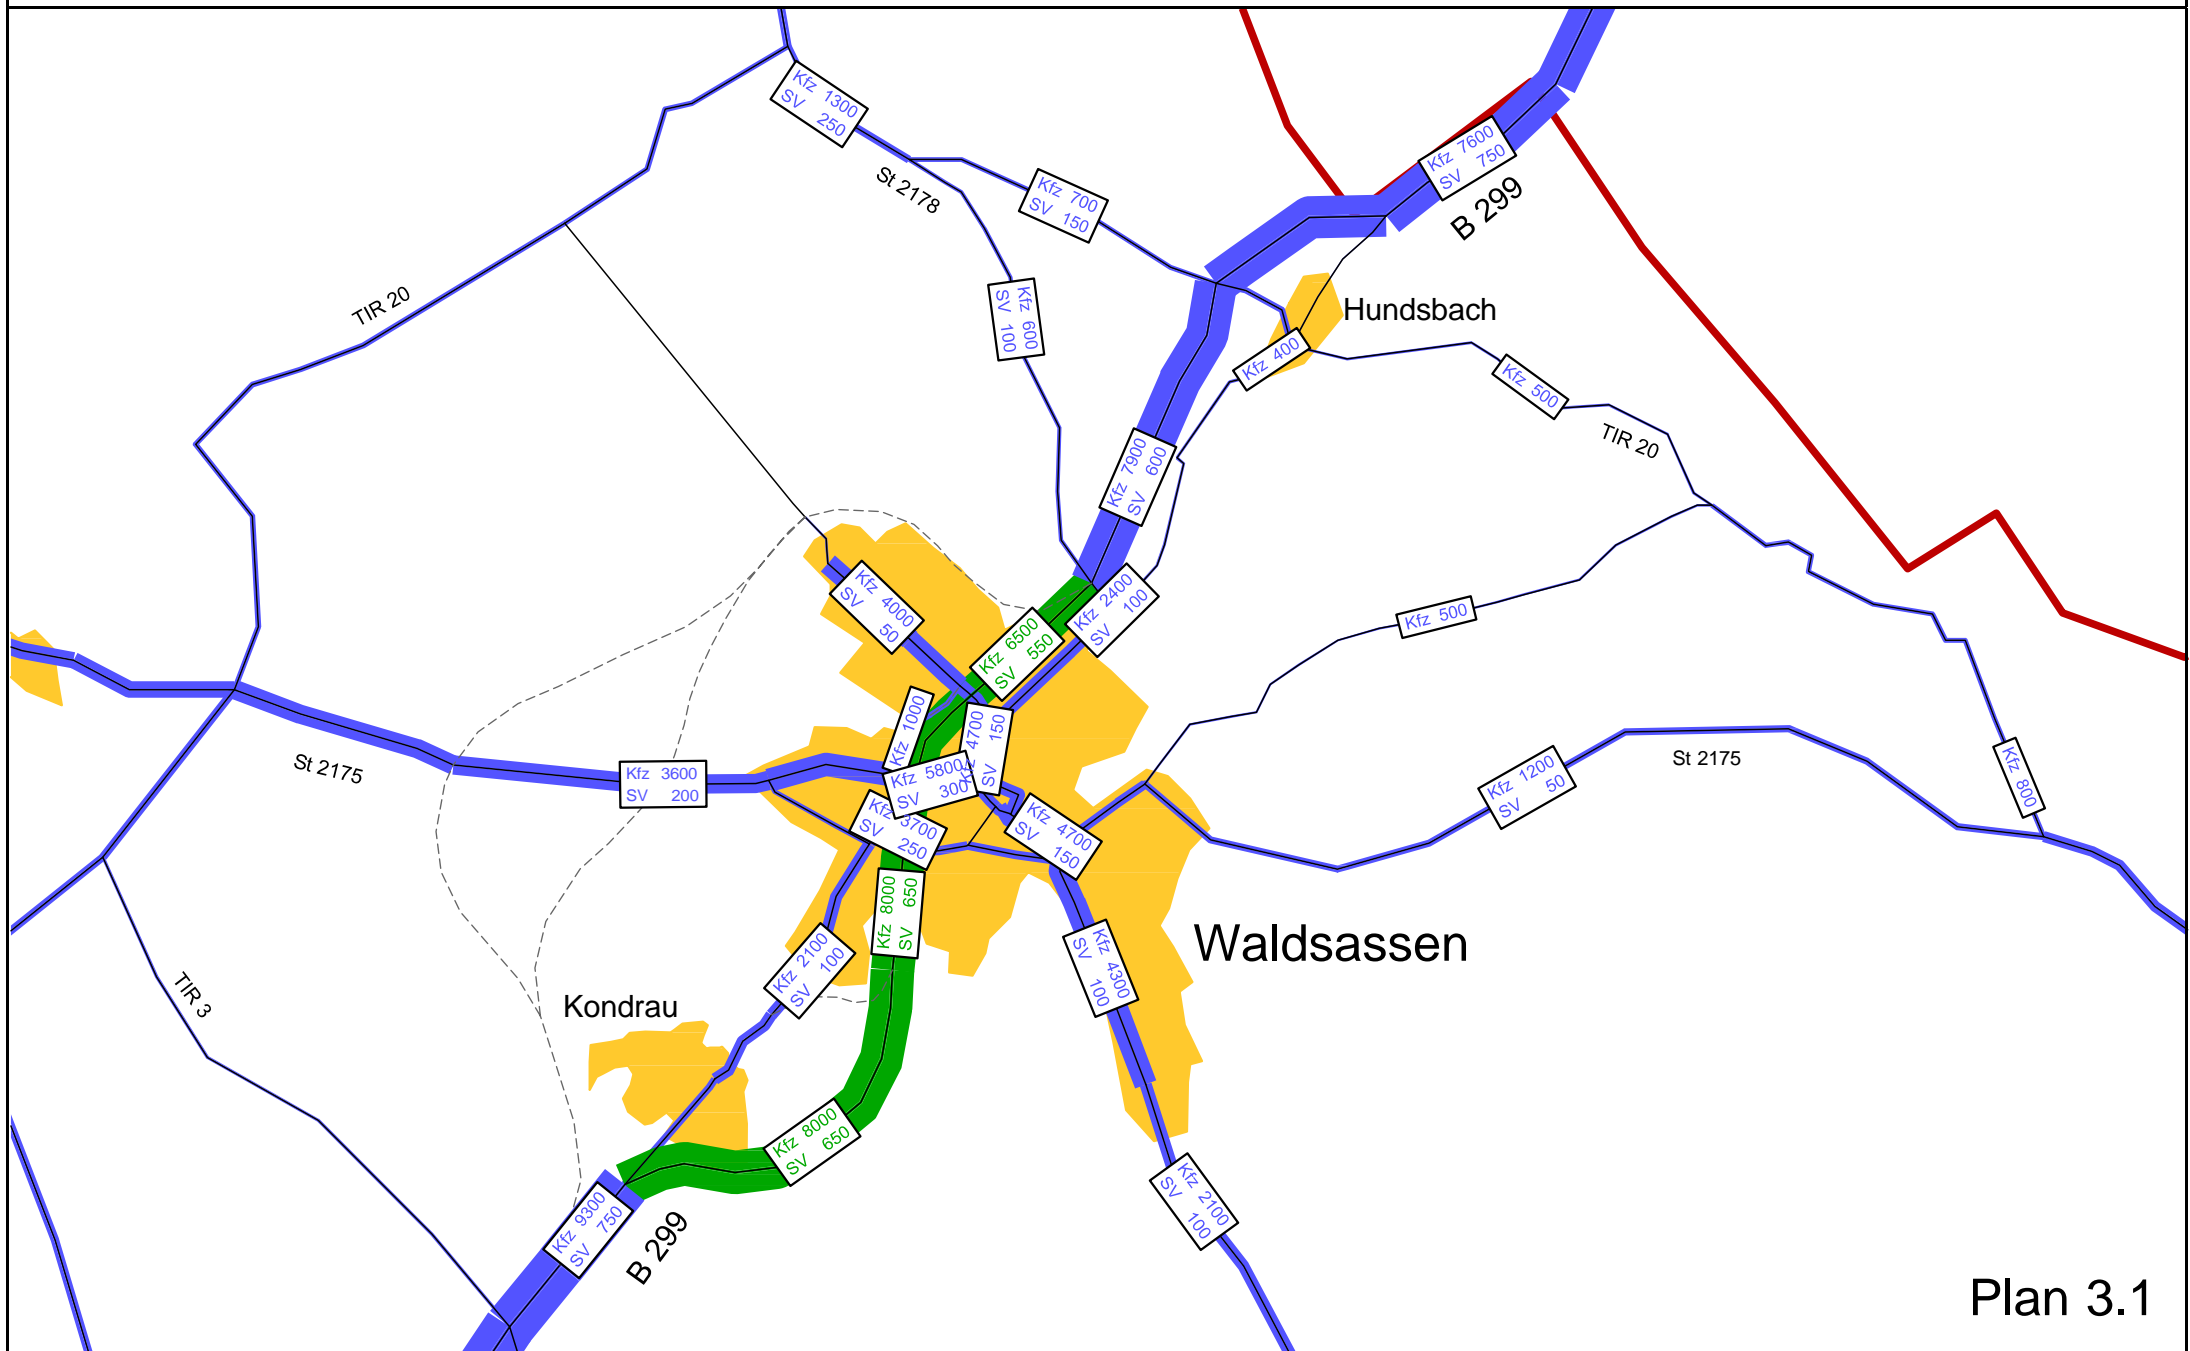 Kfz 1300
SV 250
St 2178
Kfz 700
SV 150
Kfz 7600
SV 750
B 299
TIR 20
Kfz 600
SV 100
Hundsbach
Kfz 400
Kfz 500
TIR 20
Kfz 7900
SV 600
Kfz 4000
SV 50
Kfz 6500
SV 550
Kfz 2400
SV 100
Kfz 500
Kfz 1000
Kfz 4700
SV 150
St 2175
Kfz 3600
SV 200
Kfz 5800
SV 300
Kfz 3700
SV 250
Kfz 4700
SV 150
Kfz 1200
SV 50
St 2175
Kfz 800
Kfz 8000
SV 650
Waldsassen
Kfz 2100
SV 100
Kfz 4300
SV 100
TIR 3
Kondrau
Kfz 8000
SV 650
Kfz 9300
SV 750
B 299
Kfz 2100
SV 100
Plan 3.1